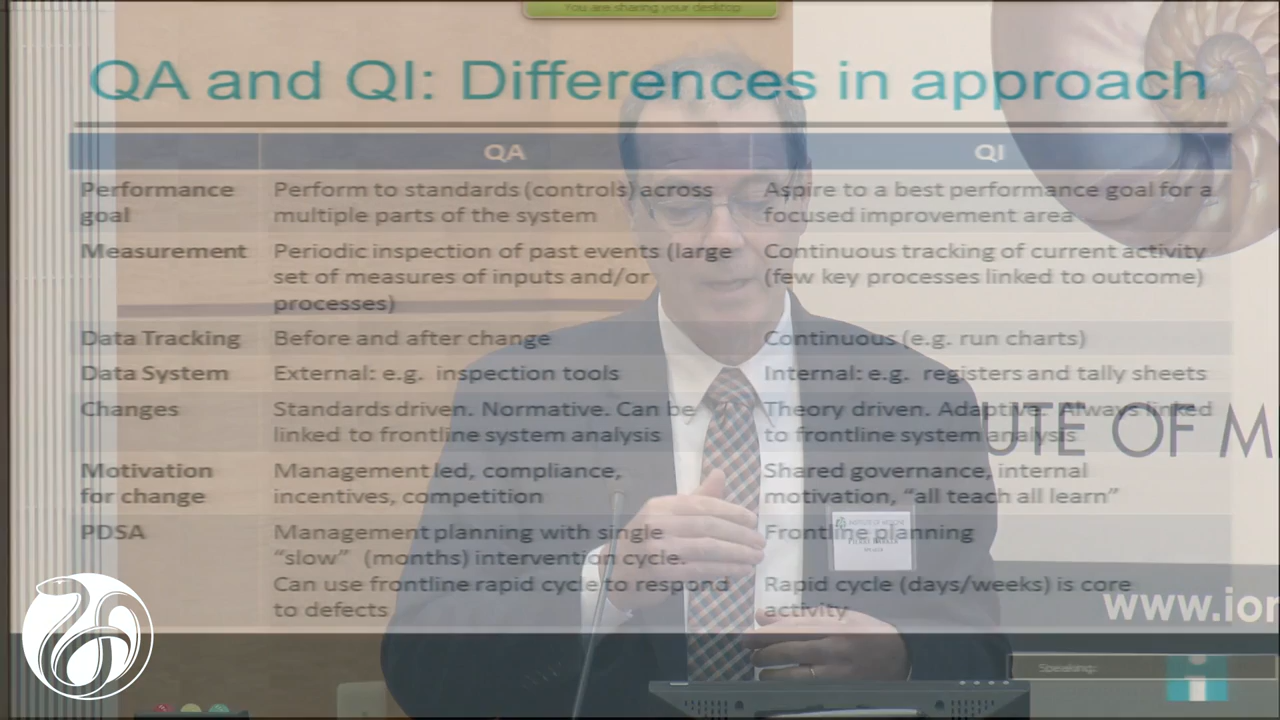 You are sharing your desktop
QA and QI: Differences in approach
QA QI
Performance goal
Perform to standards (controls) across multiple parts of the system
Aspire to a best performance goal for a focused improvement area
Measurement
Periodic inspection of past events (large set of measures of inputs and/or processes)
Continuous tracking of current activity (few key processes linked to outcome)
Data Tracking
Before and after change
Continuous (e.g. run charts)
Data System
External: e.g. inspection tools
Internal: e.g. registers and tally sheets
Changes
Standards driven. Normative. Can be linked to frontline system analysis
Theory driven. Adaptive. Always linked to frontline system analysis
Motivation for change
Management led, compliance, incentives, competition
Shared governance, internal motivation, “all teach all learn”
PDSA
Management planning with single “slow” (months) intervention cycle.
Can use frontline rapid cycle to respond to defects
Frontline planning
Rapid cycle (days/weeks) is core activity
UTE OF M
INSTITUTE OF MEDICINE
www.ior
Speaking: